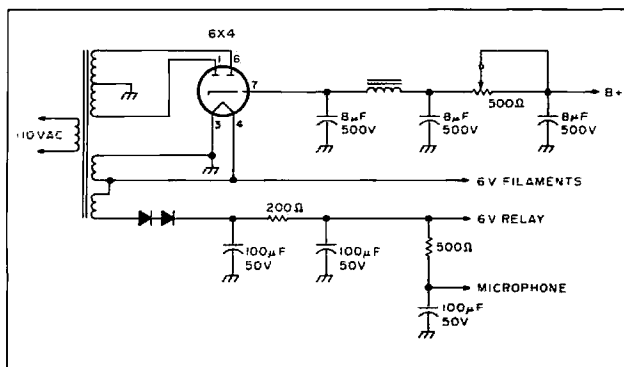 6X4
1 6
7
3 4
110VAC
8µF
500V
8µF
500V
500Ω
8µF
500V
B+
6V FILAMENTS
200Ω
6V RELAY
100µF
50V
100µF
50V
500Ω
MICROPHONE
100µF
50V